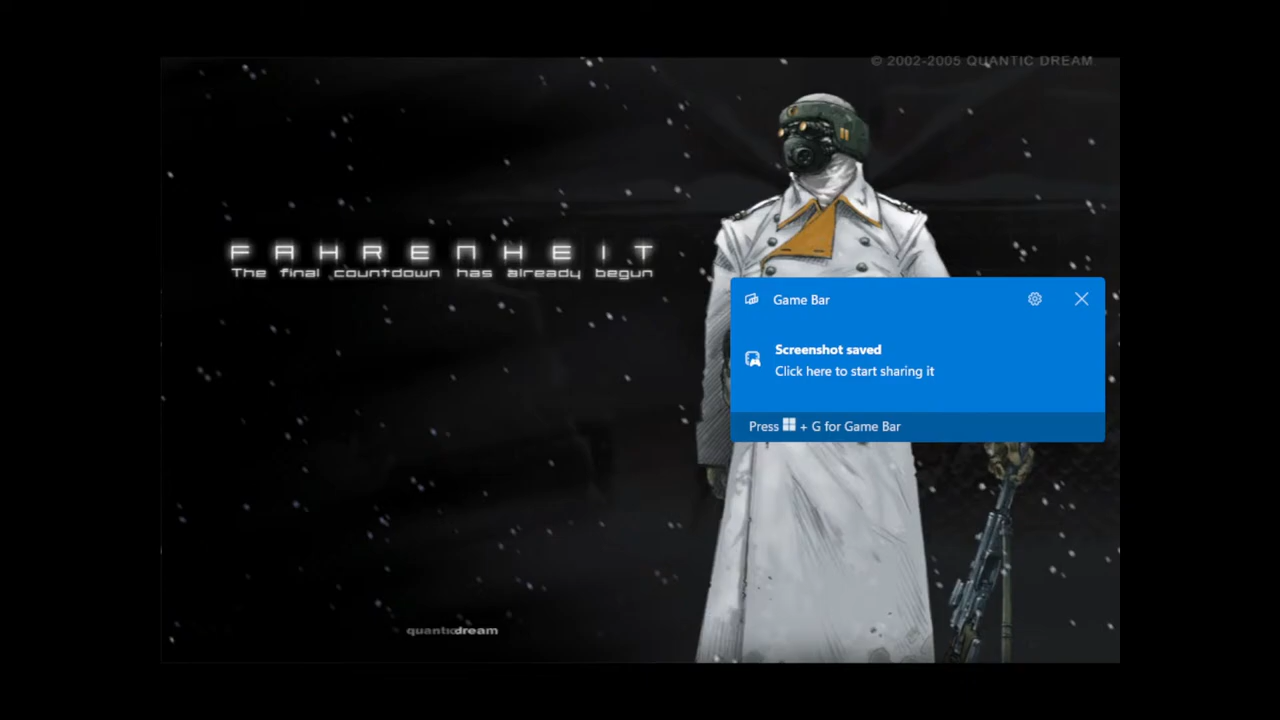 © 2002-2005 QUANTIC DREAM
FAHRENHEIT
The final countdown has already begun
Game Bar
Screenshot saved
Click here to start sharing it
Press + G for Game Bar
quanticdream